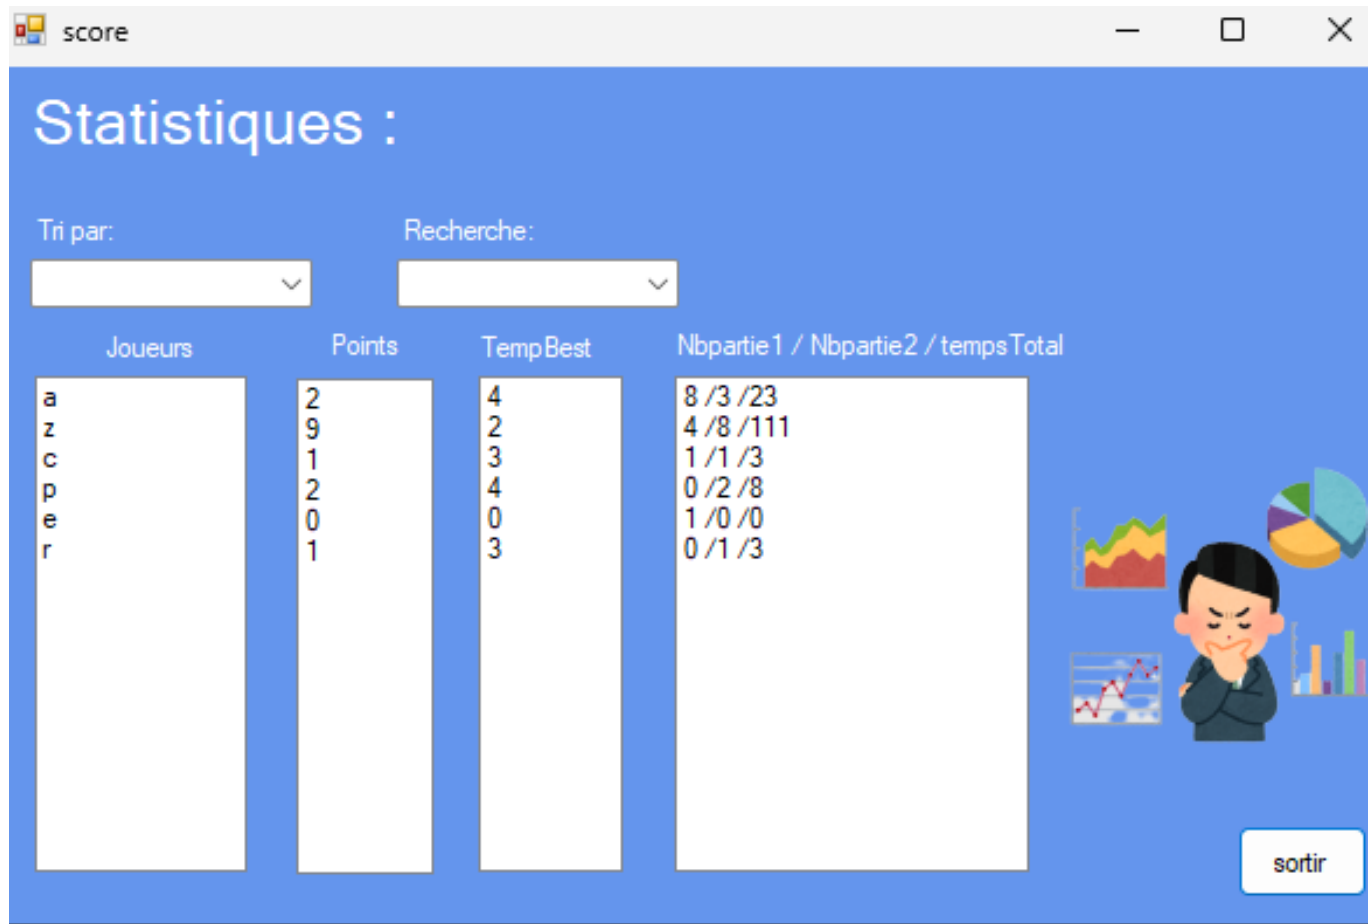 score
Statistiques :
Tri par: Recherche:
Joueurs Points TempBest Nbpartie1 / Nbpartie2 / tempsTotal
a 2 4 8 /3 /23
z 9 2 4 /8 /111
c 1 3 1 /1 /3
p 2 4 0 /2 /8
e 0 0 1 /0 /0
r 1 3 0 /1 /3
sortir